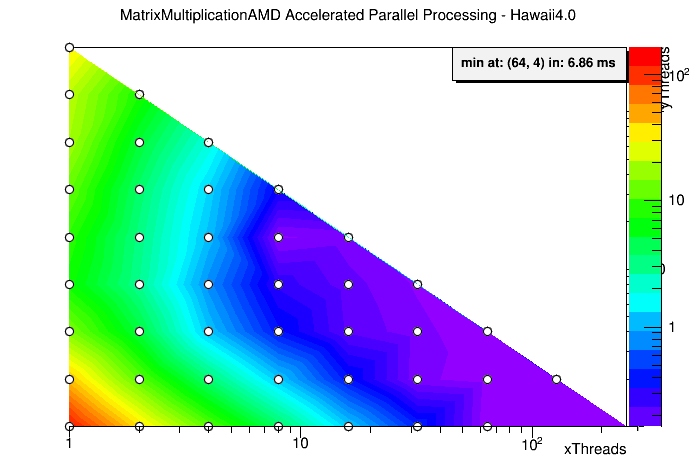 MatrixMultiplicationAMD Accelerated Parallel Processing - Hawaii4.0
min at: (64, 4) in: 6.86 ms
yThreads
10²
10
1
1
10
10²
xThreads